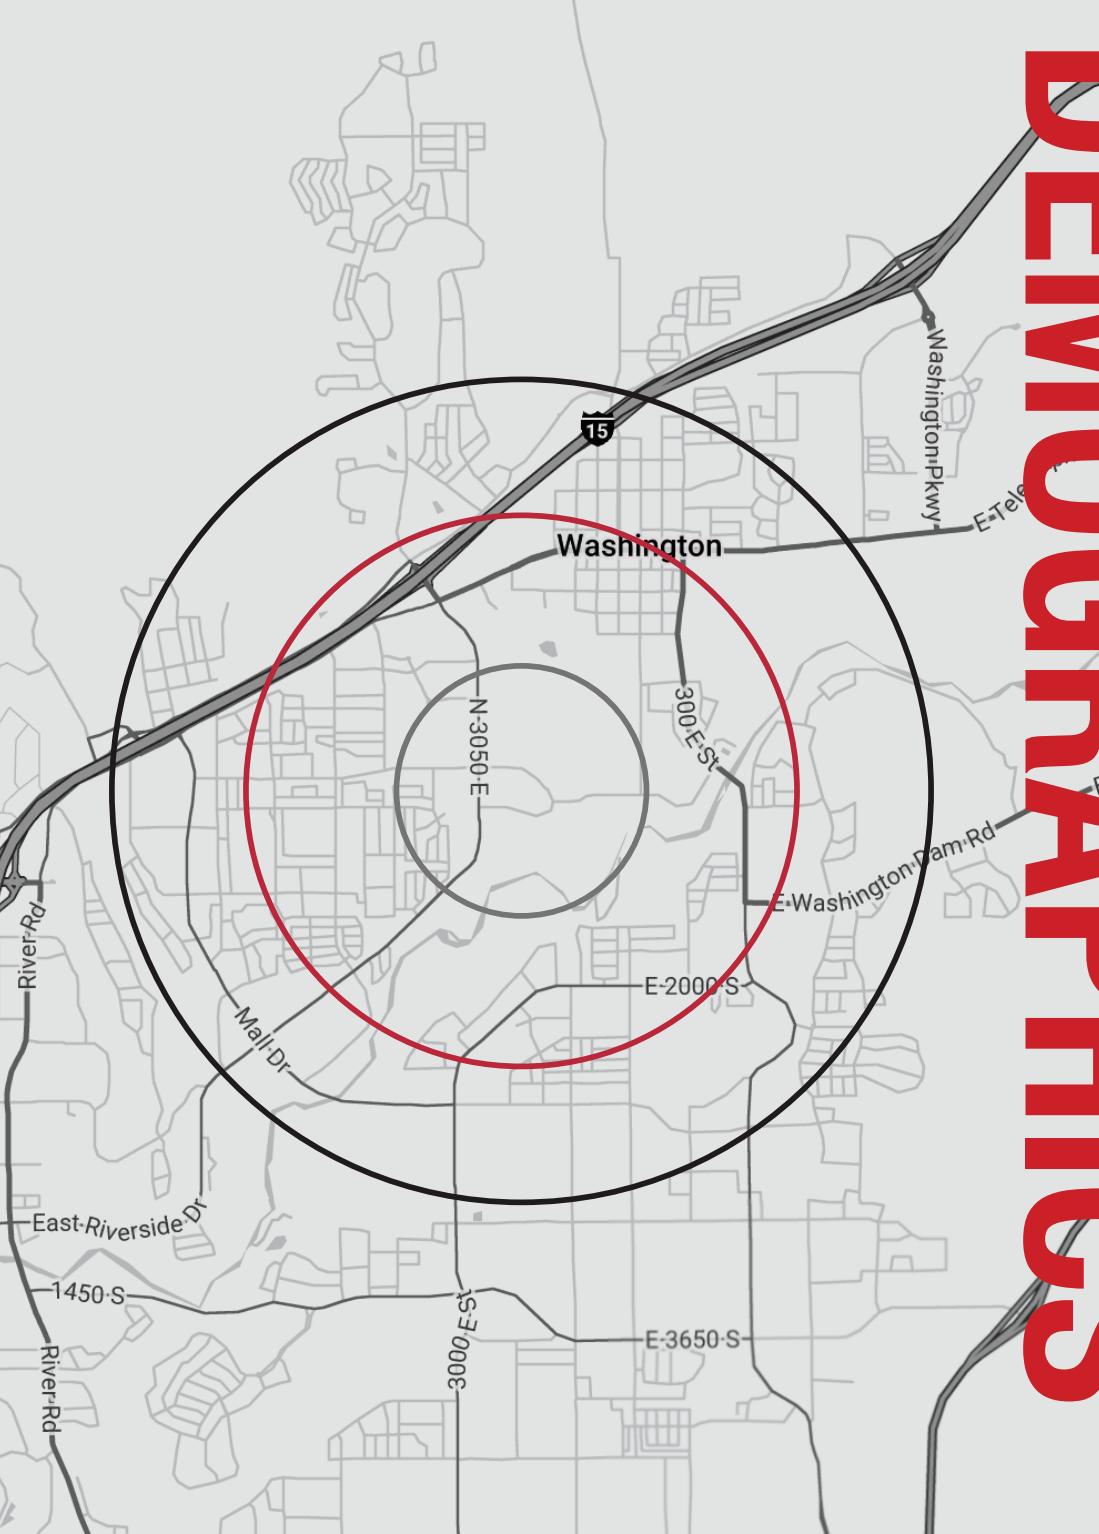 DEMOGRAPHICS
15
Washington
Washington Pkwy
E Tele
N 3050 E
300 E St
E Washington Dam Rd
River Rd
E 2000 S
Mall Dr
East Riverside Dr
1450 S
3000 E St
E 3650 S
River Rd